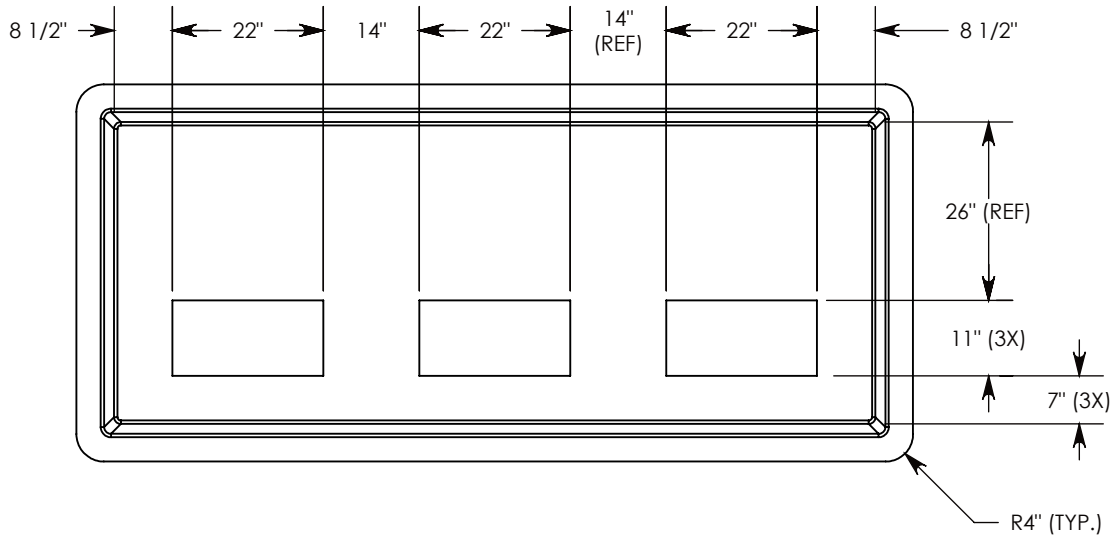 8 1/2" 22" 14" 22" 14" 22" 8 1/2"
(REF)
26" (REF)
11" (3X)
7" (3X)
R4" (TYP.)